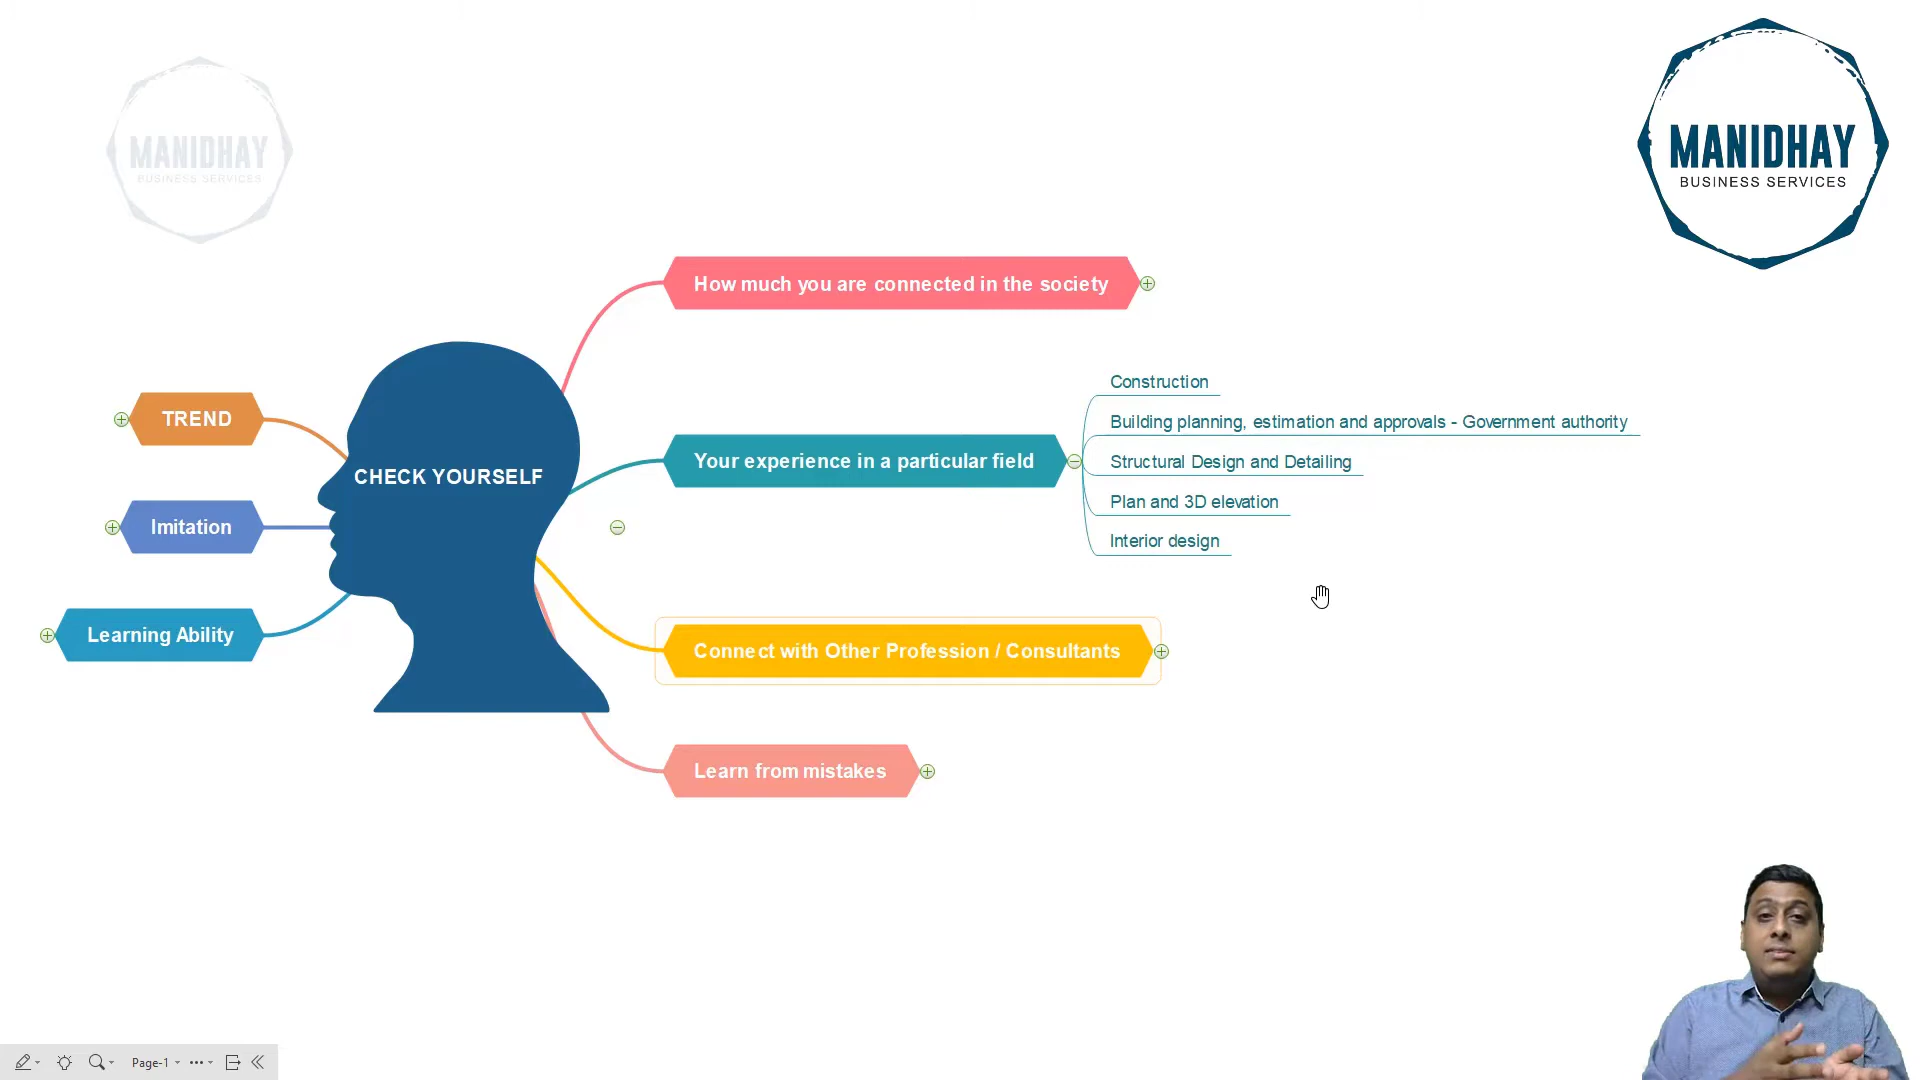 MANIDHAY
BUSINESS SERVICES
MANIDHAY
BUSINESS SERVICES
CHECK YOURSELF
How much you are connected in the society
Your experience in a particular field
Construction
Building planning, estimation and approvals - Government authority
Structural Design and Detailing
Plan and 3D elevation
Interior design
Connect with Other Profession / Consultants
Learn from mistakes
TREND
Imitation
Learning Ability
Page-1